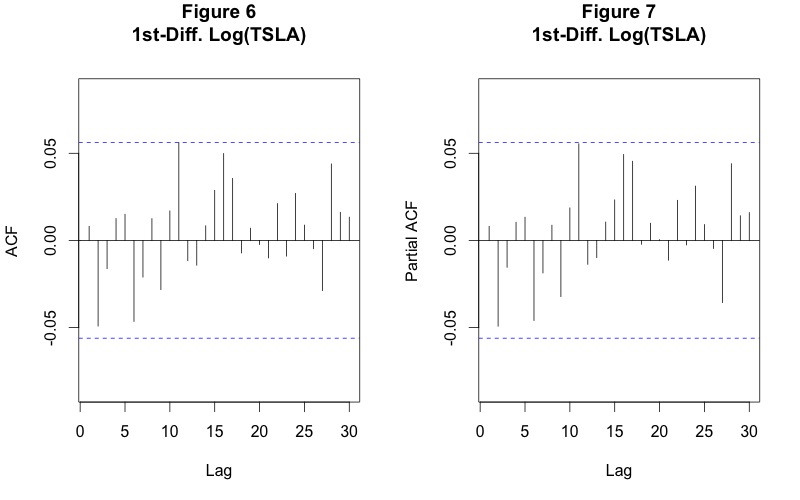 Figure 6
1st-Diff. Log(TSLA)
ACF
0.05
0.00
-0.05
0 5 10 15 20 25 30
Lag
Figure 7
1st-Diff. Log(TSLA)
Partial ACF
0.05
0.00
-0.05
0 5 10 15 20 25 30
Lag